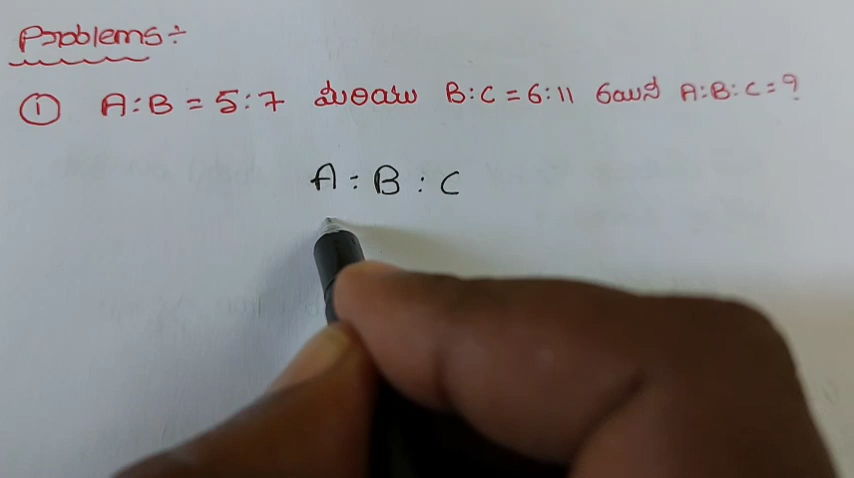 Problems ÷
① A:B = 5:7 మరియు B:C = 6:11 అయిన A:B:C = ?
A : B : C